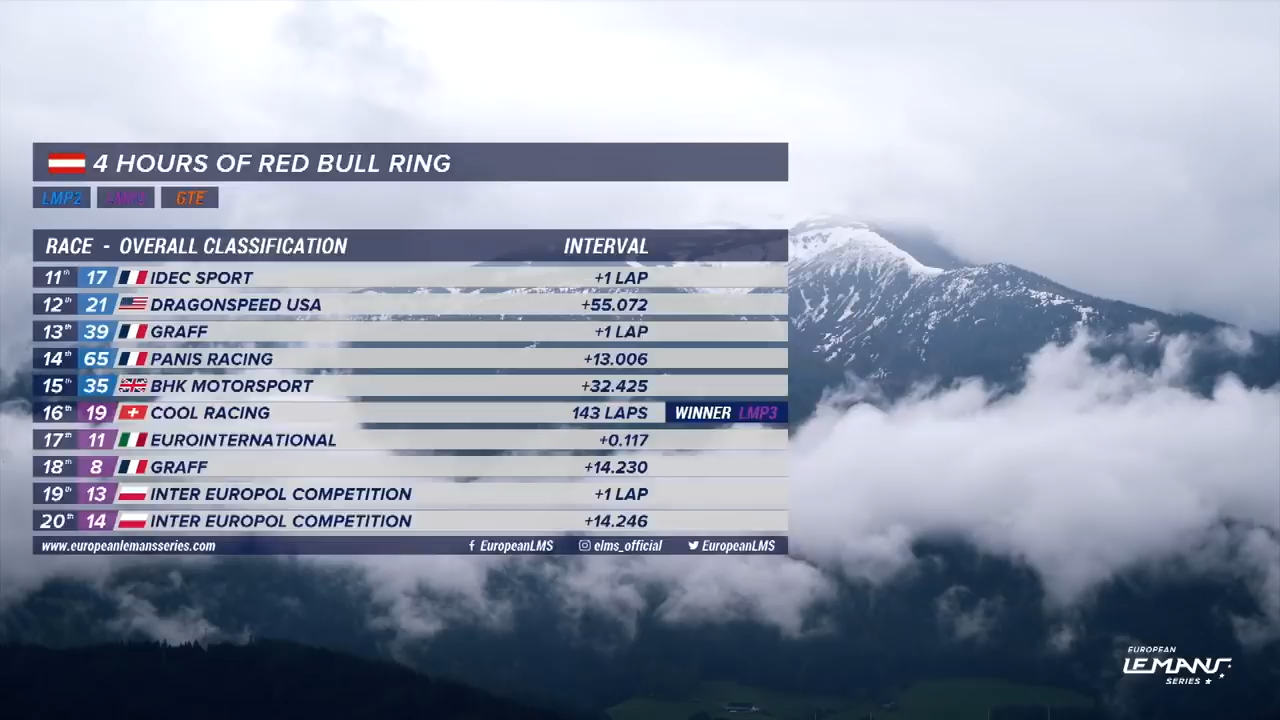 4 HOURS OF RED BULL RING
LMP2 LMP3 GTE
RACE - OVERALL CLASSIFICATION INTERVAL
11th 17 IDEC SPORT +1 LAP
12th 21 DRAGONSPEED USA +55.072
13th 39 GRAFF +1 LAP
14th 65 PANIS RACING +13.006
15th 35 BHK MOTORSPORT +32.425
16th 19 COOL RACING 143 LAPS WINNER LMP3
17th 11 EUROINTERNATIONAL +0.117
18th 8 GRAFF +14.230
19th 13 INTER EUROPOL COMPETITION +1 LAP
20th 14 INTER EUROPOL COMPETITION +14.246
www.europeanlemansseries.com EuropeanLMS elms_official EuropeanLMS
EUROPEAN
LEMANS
SERIES